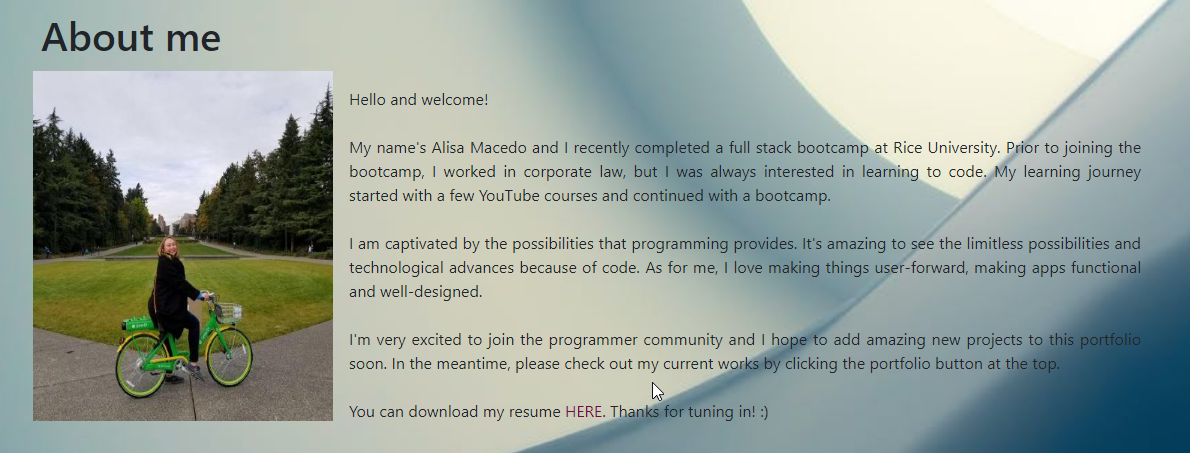 About me
Hello and welcome!
My name's Alisa Macedo and I recently completed a full stack bootcamp at Rice University. Prior to joining the
bootcamp, I worked in corporate law, but I was always interested in learning to code. My learning journey
started with a few YouTube courses and continued with a bootcamp.
I am captivated by the possibilities that programming provides. It's amazing to see the limitless possibilities and
technological advances because of code. As for me, I love making things user-forward, making apps functional
and well-designed.
I'm very excited to join the programmer community and I hope to add amazing new projects to this portfolio
soon. In the meantime, please check out my current works by clicking the portfolio button at the top.
You can download my resume HERE. Thanks for tuning in! :)